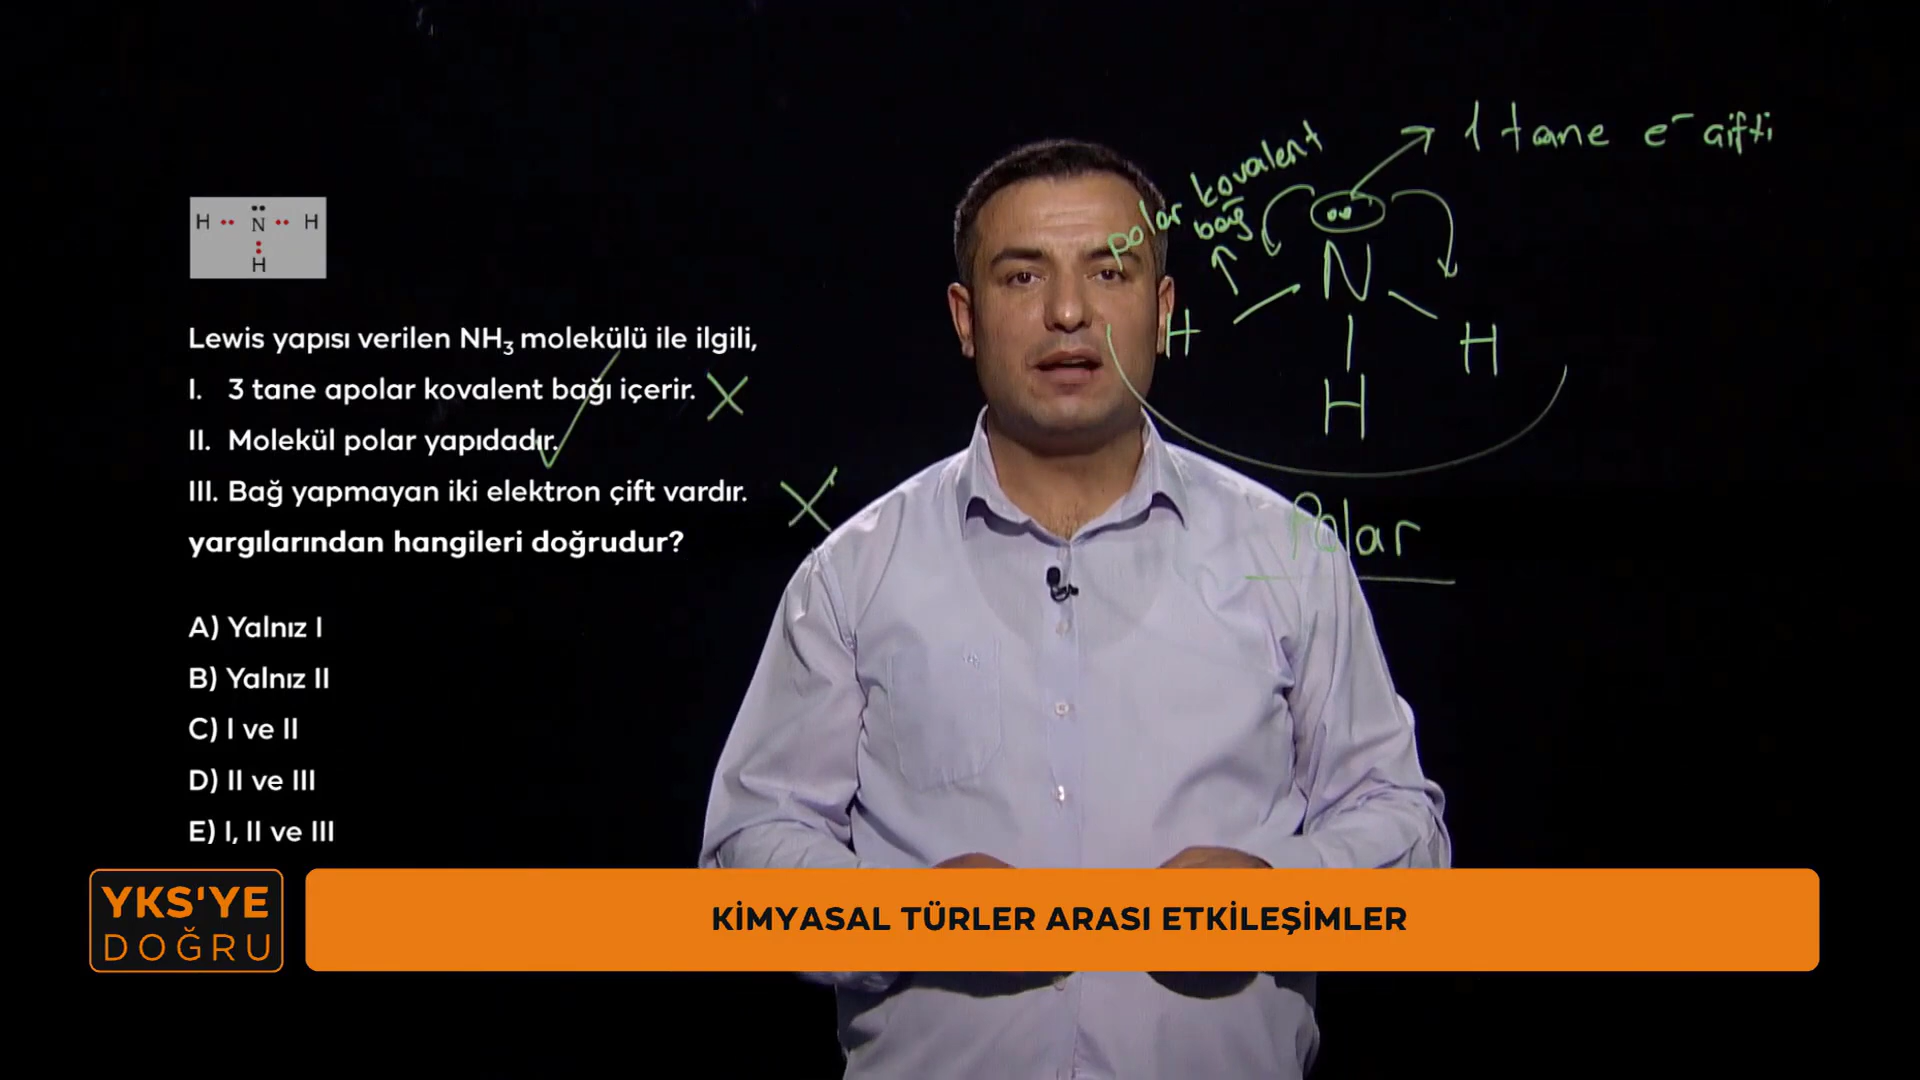 H •• N •• H
H
Lewis yapısı verilen NH₃ molekülü ile ilgili,
I. 3 tane apolar kovalent bağı içerir. X
II. Molekül polar yapıdadır. ✓
III. Bağ yapmayan iki elektron çift vardır. X
yargılarından hangileri doğrudur?
A) Yalnız I
B) Yalnız II
C) I ve II
D) II ve III
E) I, II ve III
1 tane e⁻ çifti
polar kovalent
bağ
N
H H
H
Polar
YKS'YE
DOĞRU
KİMYASAL TÜRLER ARASI ETKİLEŞİMLER